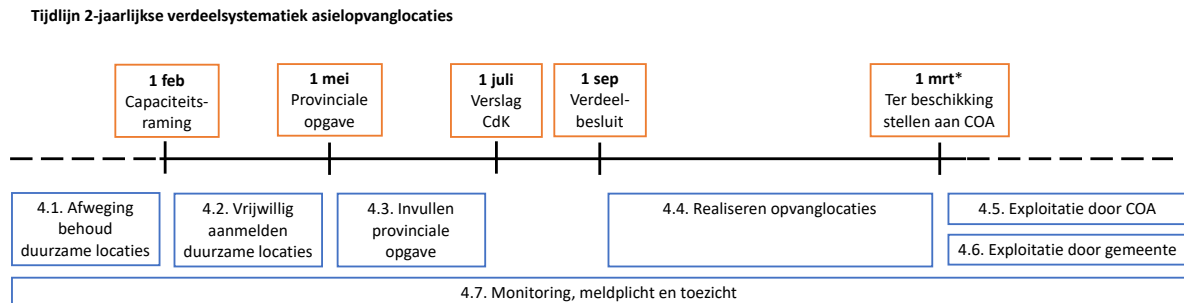 Tijdlijn 2-jaarlijkse verdeelsystematiek asielopvanglocaties
1 feb
Capaciteits-
raming
1 mei
Provinciale
opgave
1 juli
Verslag
CdK
1 sep
Verdeel-
besluit
1 mrt*
Ter beschikking
stellen aan COA
4.1. Afweging
behoud
duurzame locaties
4.2. Vrijwillig
aanmelden
duurzame locaties
4.3. Invullen
provinciale
opgave
4.4. Realiseren opvanglocaties
4.5. Exploitatie door COA
4.6. Exploitatie door gemeente
4.7. Monitoring, meldplicht en toezicht